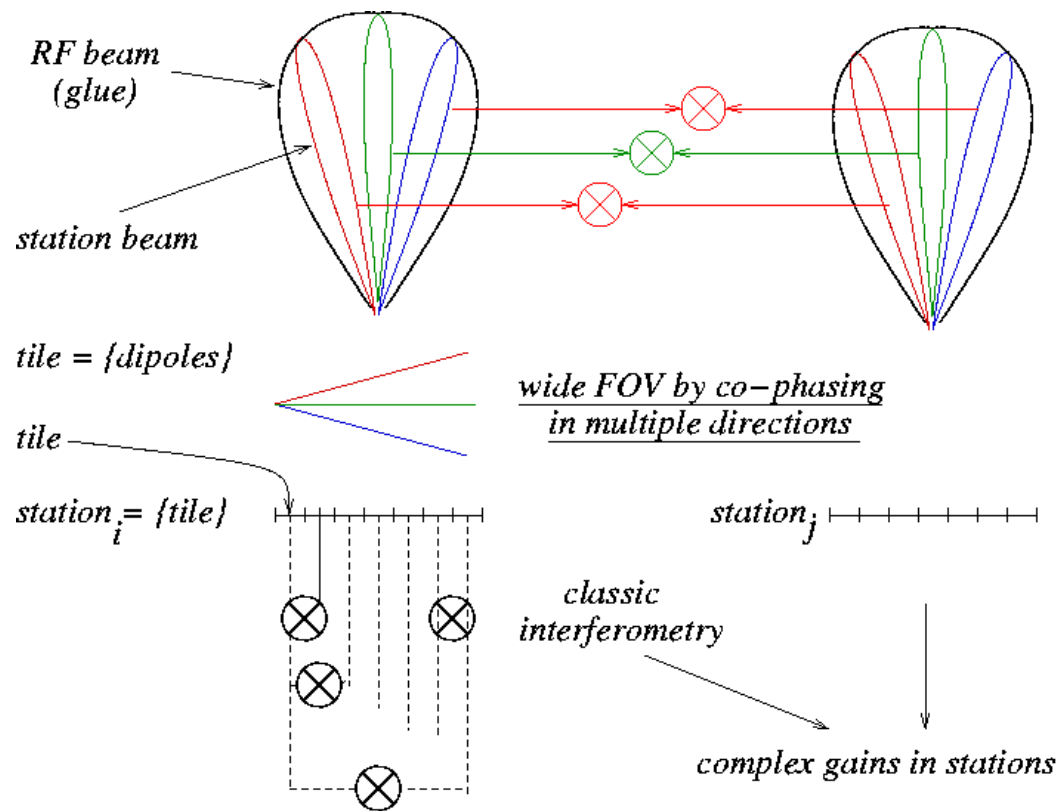 RF beam
(glue)
station beam
tile = {dipoles}
wide FOV by co-phasing
in multiple directions
tile
station_i = {tile}
station_j
classic
interferometry
complex gains in stations